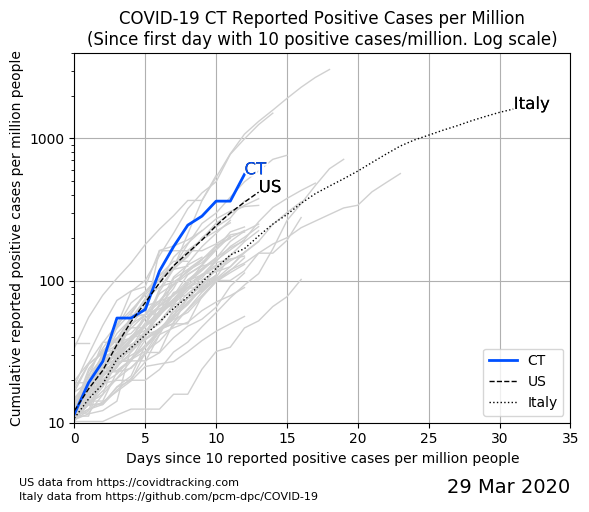 COVID-19 CT Reported Positive Cases per Million
(Since first day with 10 positive cases/million. Log scale)
Cumulative reported positive cases per million people
1000
100
10
Italy
CT
US
CT
US
Italy
0 5 10 15 20 25 30 35
Days since 10 reported positive cases per million people
US data from https://covidtracking.com
Italy data from https://github.com/pcm-dpc/COVID-19
29 Mar 2020